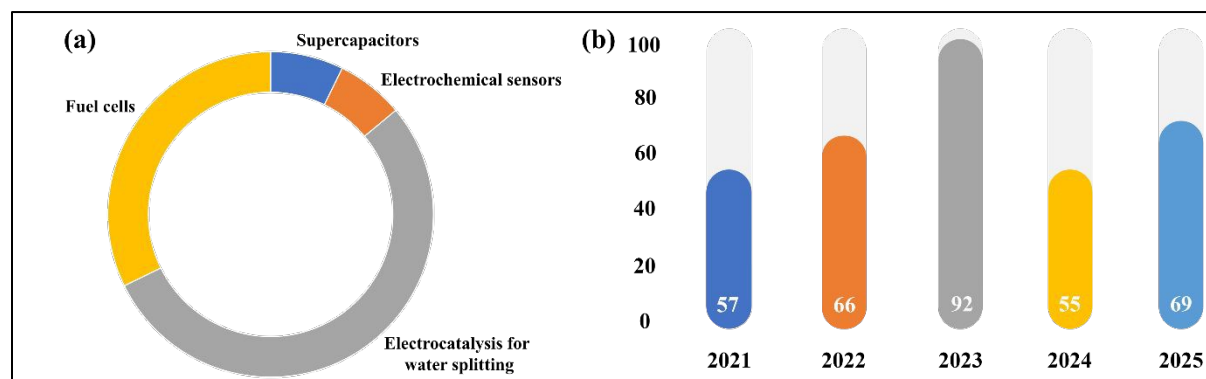 (a)
Supercapacitors
Electrochemical sensors
Fuel cells
Electrocatalysis for
water splitting
(b)
100
80
60
40
20
0
57
66
92
55
69
2021
2022
2023
2024
2025